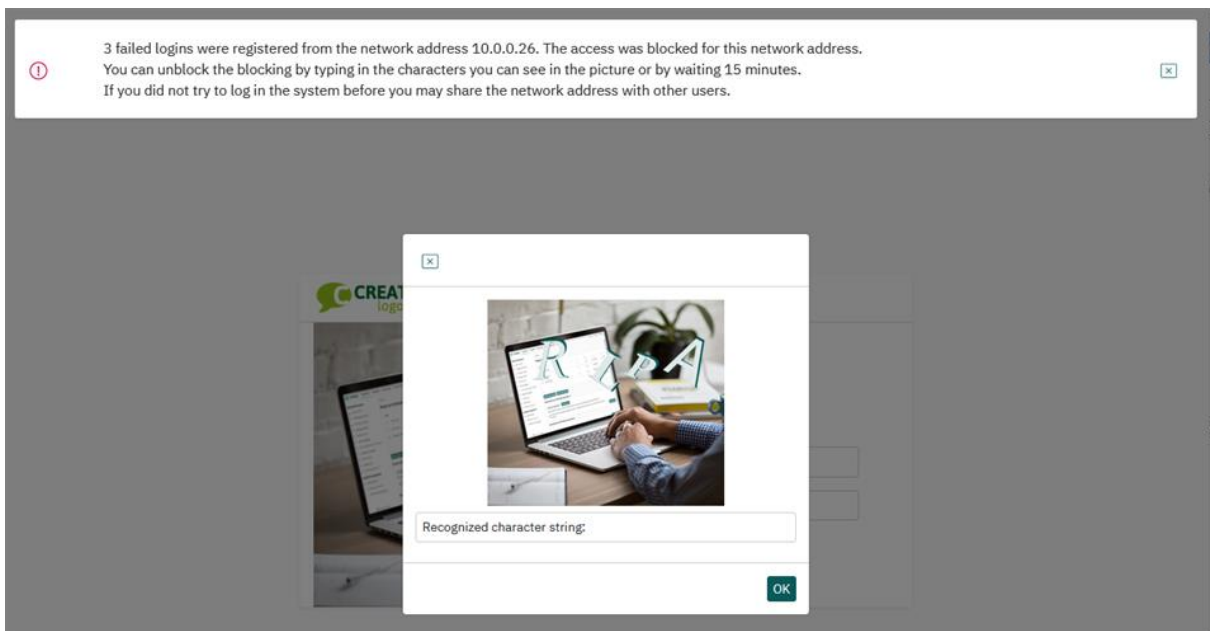 3 failed logins were registered from the network address 10.0.0.26. The access was blocked for this network address.
You can unblock the blocking by typing in the characters you can see in the picture or by waiting 15 minutes.
If you did not try to log in the system before you may share the network address with other users.
CREAT
logo
Recognized character string:
OK